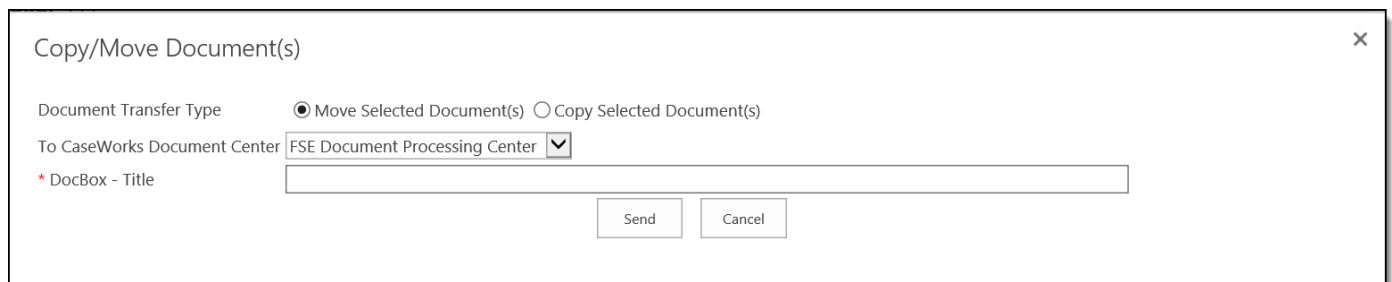 Copy/Move Document(s)
Document Transfer Type Move Selected Document(s) Copy Selected Document(s)
To CaseWorks Document Center FSE Document Processing Center
* DocBox - Title
Send Cancel